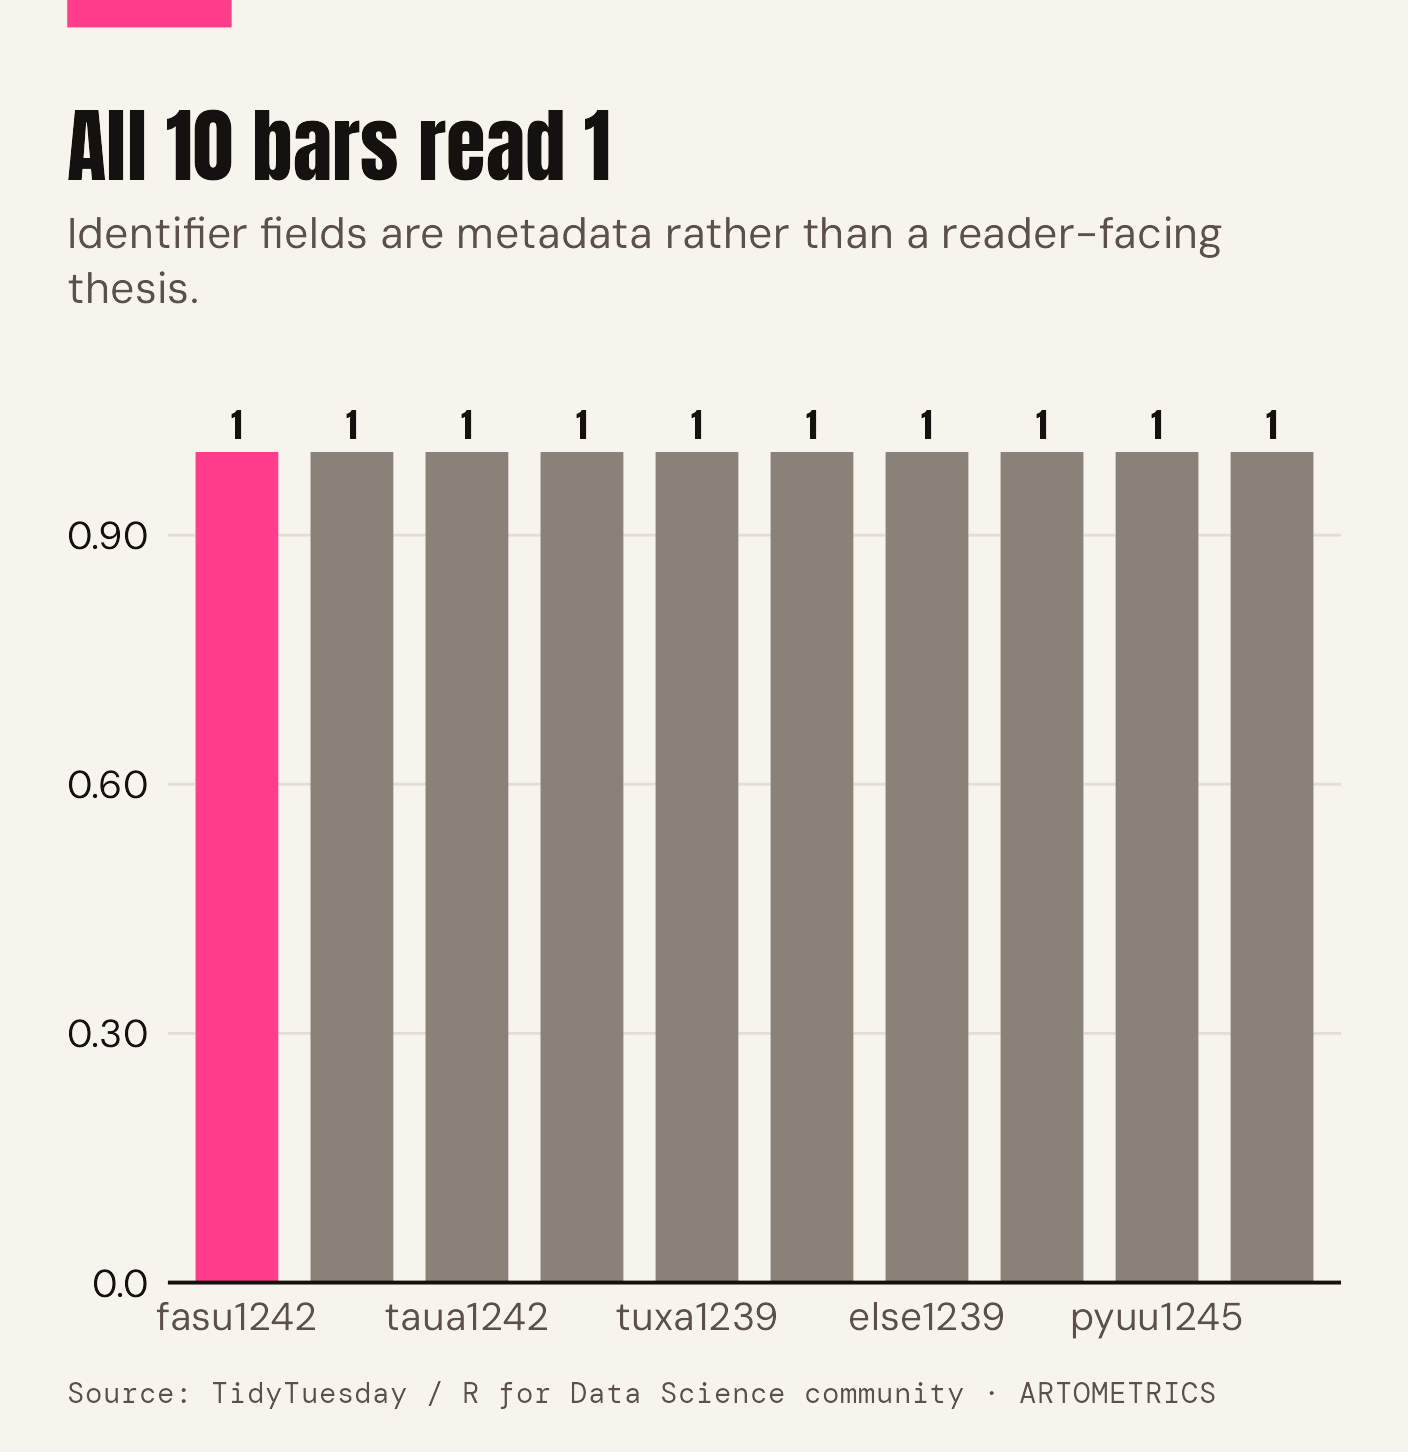 All 10 bars read 1
Identifier fields are metadata rather than a reader-facing
thesis.
1 1 1 1 1 1 1 1 1 1
0.90
0.60
0.30
0.0
fasu1242 taua1242 tuxa1239 else1239 pyuu1245
Source: TidyTuesday / R for Data Science community · ARTOMETRICS